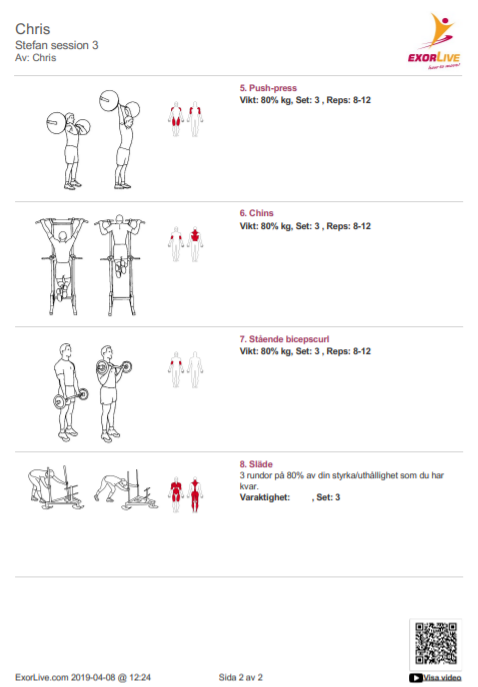 Chris
Stefan session 3
Av: Chris
EXORLIVE
5. Push-press
Vikt: 80% kg, Set: 3 , Reps: 8-12
6. Chins
Vikt: 80% kg, Set: 3 , Reps: 8-12
7. Stående bicepscurl
Vikt: 80% kg, Set: 3 , Reps: 8-12
8. Släde
3 rundor på 80% av din styrka/uthållighet som du har
kvar.
Varaktighet: , Set: 3
ExorLive.com 2019-04-08 @ 12:24
Sida 2 av 2
Visa video